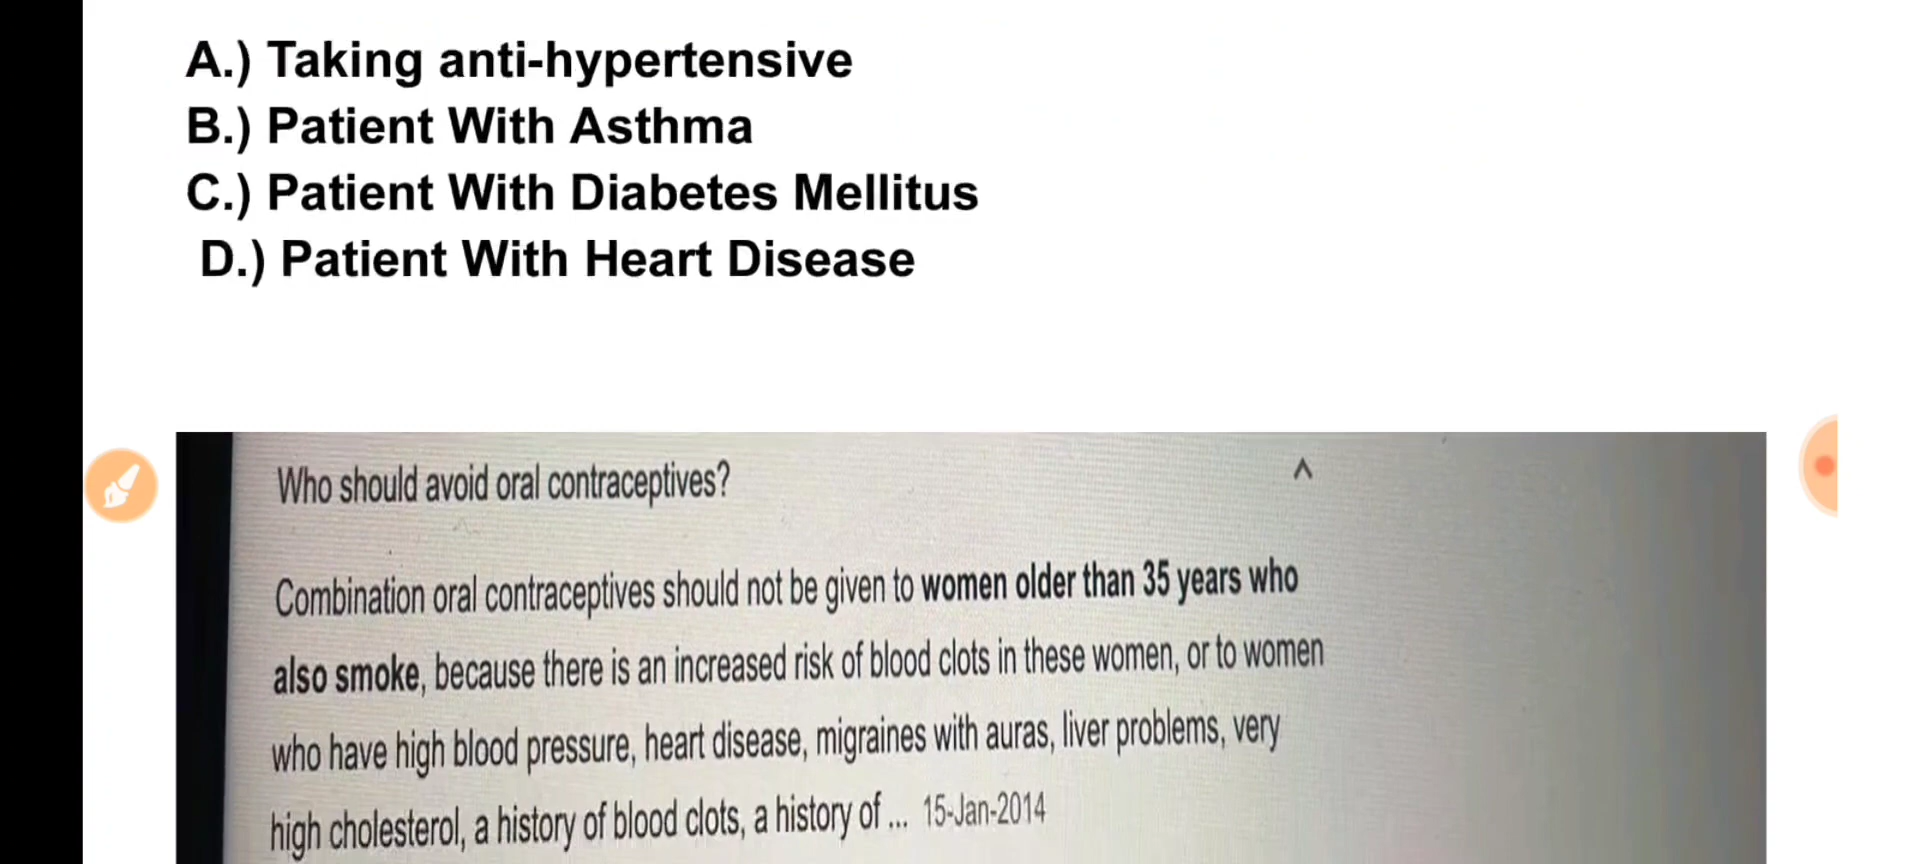 A.) Taking anti-hypertensive
B.) Patient With Asthma
C.) Patient With Diabetes Mellitus
D.) Patient With Heart Disease
Who should avoid oral contraceptives?
Combination oral contraceptives should not be given to women older than 35 years who
also smoke, because there is an increased risk of blood clots in these women, or to women
who have high blood pressure, heart disease, migraines with auras, liver problems, very
high cholesterol, a history of blood clots, a history of ... 15-Jan-2014